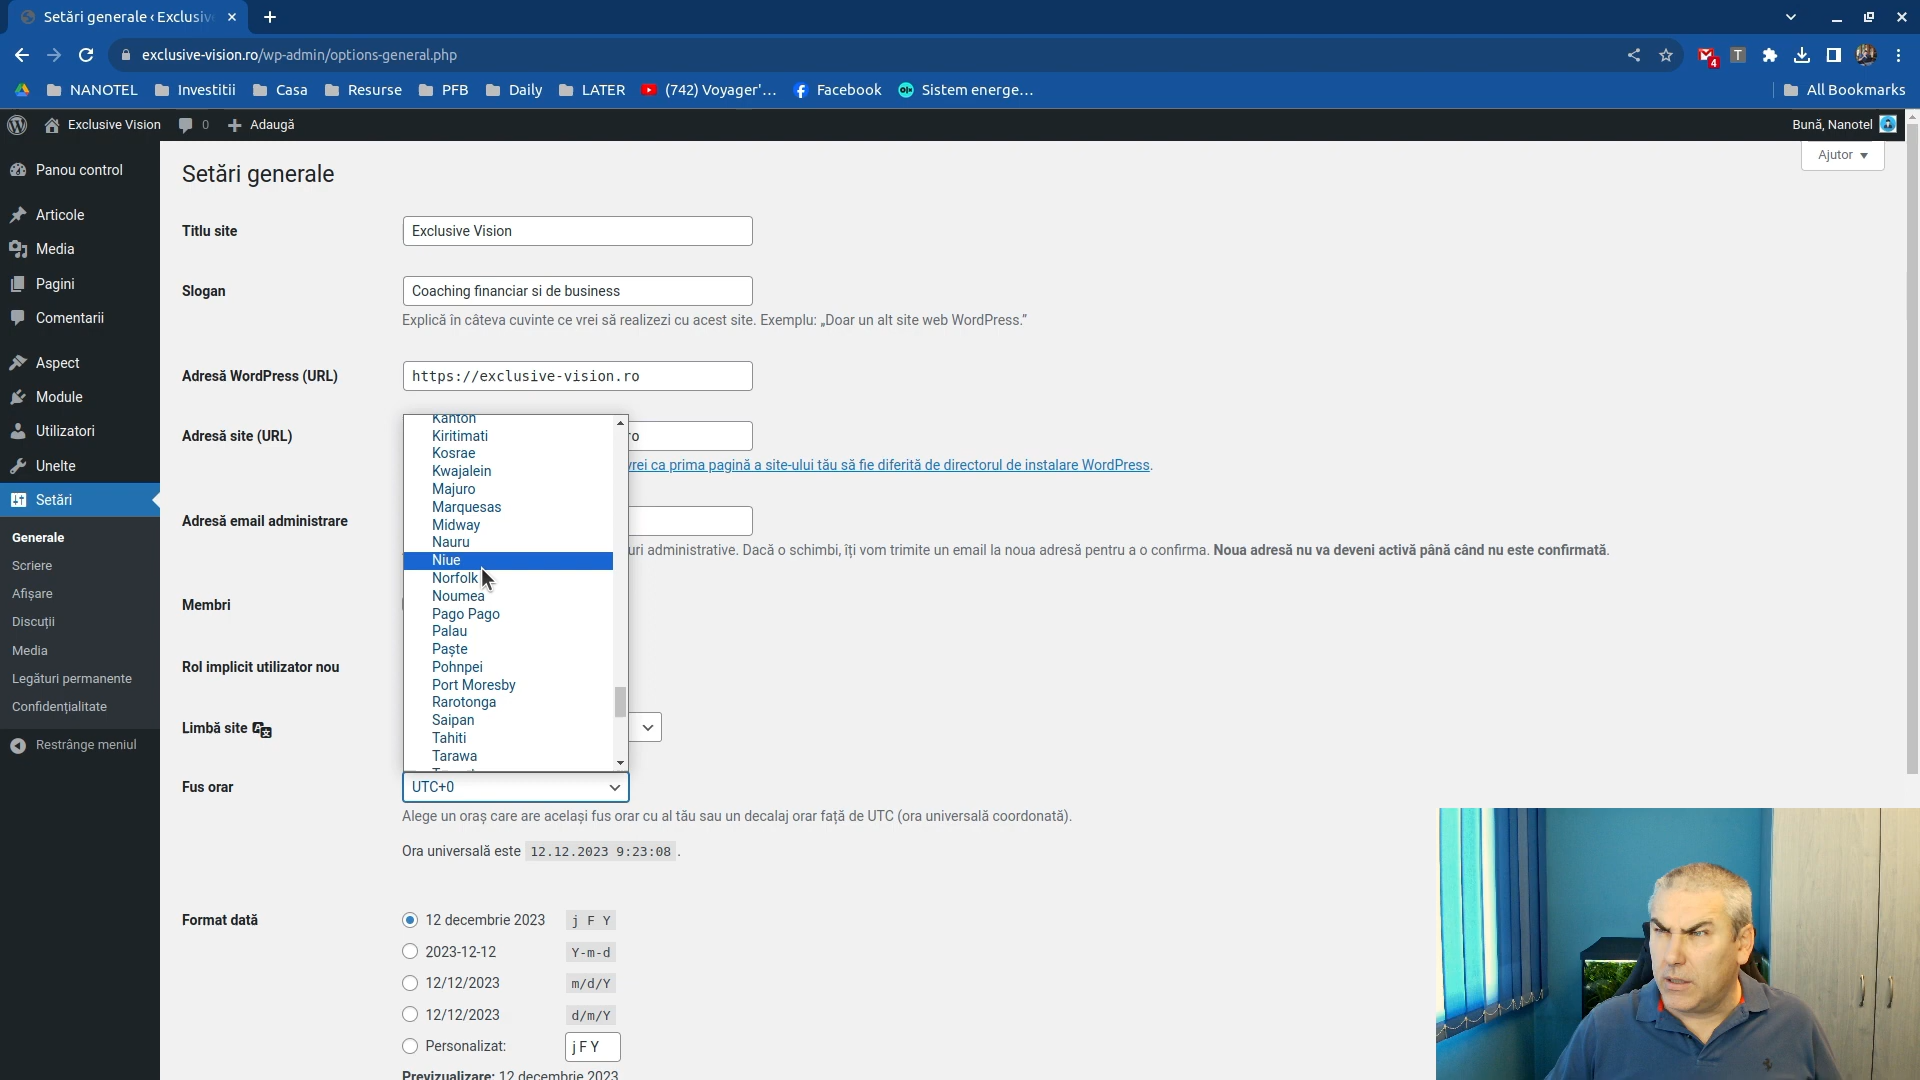 Setări generale ‹ Exclusiv
exclusive-vision.ro/wp-admin/options-general.php
4
T
NANOTEL
Investitii
Casa
Resurse
PFB
Daily
LATER
(742) Voyager'...
Facebook
Sistem energe...
All Bookmarks
Exclusive Vision
0
Adaugă
Bună, Nanotel
Ajutor
Panou control
Articole
Media
Pagini
Comentarii
Aspect
Module
Utilizatori
Unelte
Setări
Generale
Scriere
Afișare
Discuții
Media
Legături permanente
Confidențialitate
Restrânge meniul
Setări generale
Titlu site
Exclusive Vision
Slogan
Coaching financiar si de business
Explică în câteva cuvinte ce vrei să realizezi cu acest site. Exemplu: „Doar un alt site web WordPress.”
Adresă WordPress (URL)
https://exclusive-vision.ro
Adresă site (URL)
ro
vrei ca prima pagină a site-ului tău să fie diferită de directorul de instalare WordPress.
Adresă email administrare
uri administrative. Dacă o schimbi, îți vom trimite un email la noua adresă pentru a o confirma. Noua adresă nu va deveni activă până când nu este confirmată.
Membri
Rol implicit utilizator nou
Limbă site
Kanton
Kiritimati
Kosrae
Kwajalein
Majuro
Marquesas
Midway
Nauru
Niue
Norfolk
Noumea
Pago Pago
Palau
Paște
Pohnpei
Port Moresby
Rarotonga
Saipan
Tahiti
Tarawa
Fus orar
UTC+0
Alege un oraș care are același fus orar cu al tău sau un decalaj orar față de UTC (ora universală coordonată).
Ora universală este 12.12.2023 9:23:08 .
Format dată
12 decembrie 2023 j F Y
2023-12-12 Y-m-d
12/12/2023 m/d/Y
12/12/2023 d/m/Y
Personalizat: j F Y
Previzualizare: 12 decembrie 2023